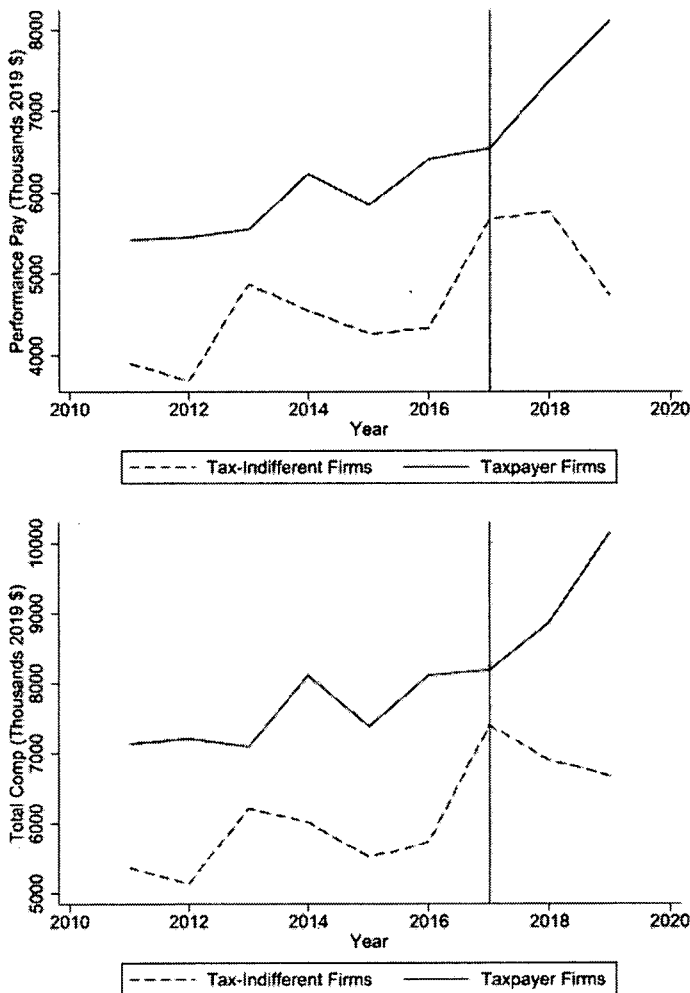 Performance Pay (Thousands 2019 $)
8000
7000
6000
5000
4000
2010 2012 2014 2016 2018 2020
Year
Tax-Indifferent Firms Taxpayer Firms
Total Comp (Thousands 2019 $)
10000
9000
8000
7000
6000
5000
2010 2012 2014 2016 2018 2020
Year
Tax-Indifferent Firms Taxpayer Firms